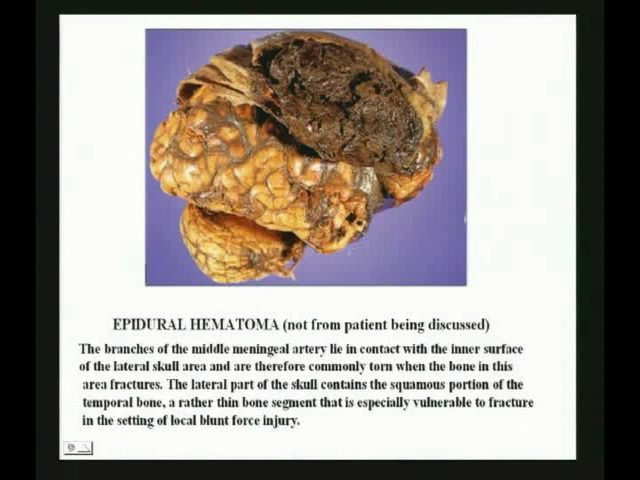 EPIDURAL HEMATOMA (not from patient being discussed)
The branches of the middle meningeal artery lie in contact with the inner surface
of the lateral skull area and are therefore commonly torn when the bone in this
area fractures. The lateral part of the skull contains the squamous portion of the
temporal bone, a rather thin bone segment that is especially vulnerable to fracture
in the setting of local blunt force injury.